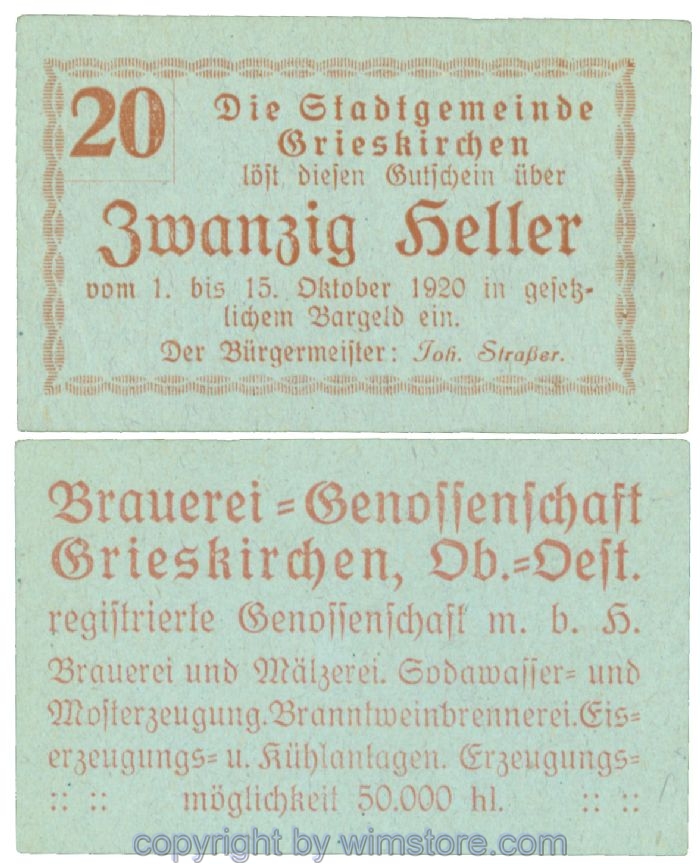 20
Die Stadtgemeinde
Grieskirchen
löst diesen Gutschein über
Zwanzig Heller
vom 1. bis 15. Oktober 1920 in gesetz-
lichem Bargeld ein.
Der Bürgermeister: Joh. Straßer.
Brauerei=Genossenschaft
Grieskirchen, Ob.=Oest.
registrierte Genossenschaft m. b. H.
Brauerei und Mälzerei. Sodawasser= und
Mosterzeugung. Branntweinbrennerei. Eis=
erzeugungs= u. Kühlanlagen. Erzeugungs=
:: :: möglichkeit 50.000 hl. :: ::
copyright by wimstore.com